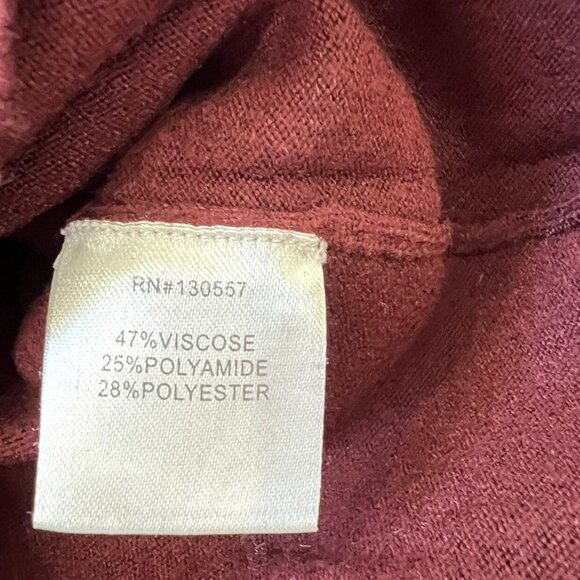 RN#130557
47%VISCOSE
25%POLYAMIDE
28%POLYESTER